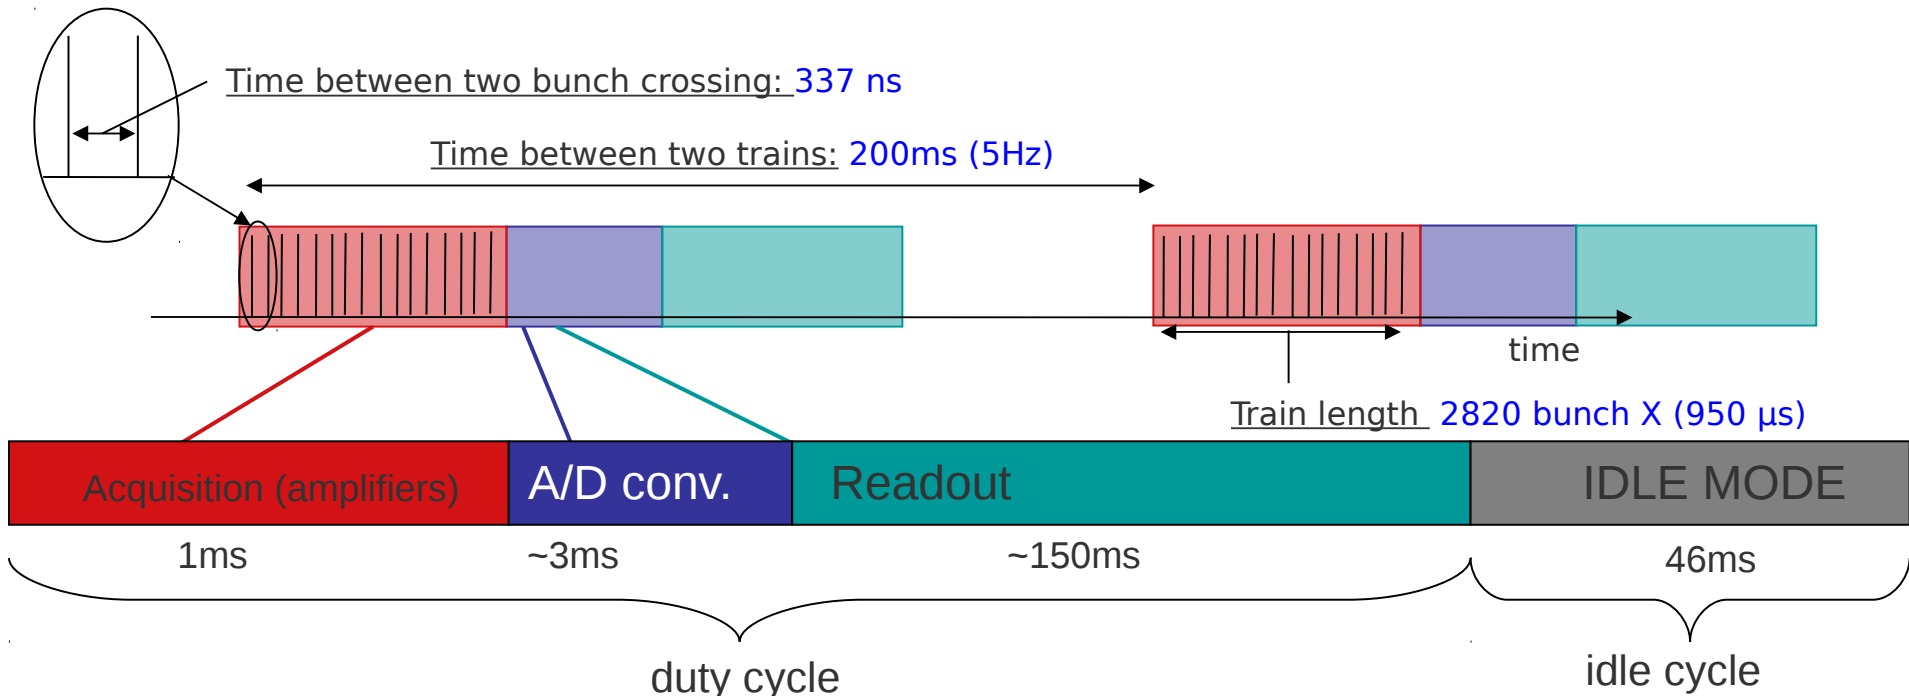 Time between two bunch crossing: 337 ns
Time between two trains: 200ms (5Hz)
time
Train length 2820 bunch X (950 µs)
Acquisition (amplifiers) A/D conv. Readout IDLE MODE
1ms ~3ms ~150ms 46ms
duty cycle idle cycle